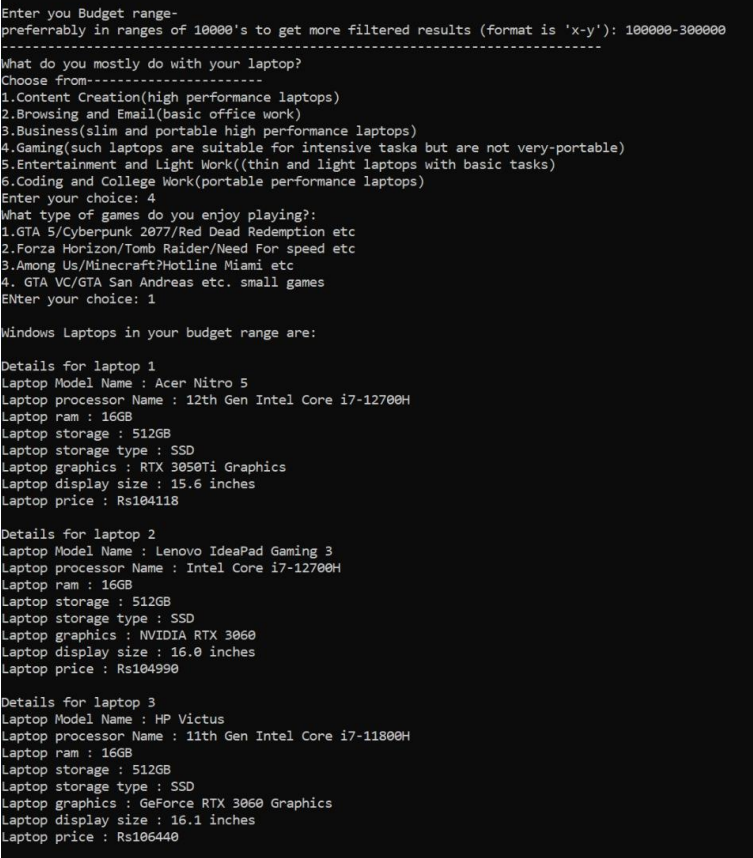 Enter you Budget range-
preferrably in ranges of 10000's to get more filtered results (format is 'x-y'): 100000-300000
------------------------------------------------------------------------------
What do you mostly do with your laptop?
Choose from-----------------------
1.Content Creation(high performance laptops)
2.Browsing and Email(basic office work)
3.Business(slim and portable high performance laptops)
4.Gaming(such laptops are suitable for intensive taska but are not very-portable)
5.Entertainment and Light Work((thin and light laptops with basic tasks)
6.Coding and College Work(portable performance laptops)
Enter your choice: 4
What type of games do you enjoy playing?:
1.GTA 5/Cyberpunk 2077/Red Dead Redemption etc
2.Forza Horizon/Tomb Raider/Need For speed etc
3.Among Us/Minecraft?Hotline Miami etc
4. GTA VC/GTA San Andreas etc. small games
ENter your choice: 1
Windows Laptops in your budget range are:
Details for laptop 1
Laptop Model Name : Acer Nitro 5
Laptop processor Name : 12th Gen Intel Core i7-12700H
Laptop ram : 16GB
Laptop storage : 512GB
Laptop storage type : SSD
Laptop graphics : RTX 3050Ti Graphics
Laptop display size : 15.6 inches
Laptop price : Rs104118
Details for laptop 2
Laptop Model Name : Lenovo IdeaPad Gaming 3
Laptop processor Name : Intel Core i7-12700H
Laptop ram : 16GB
Laptop storage : 512GB
Laptop storage type : SSD
Laptop graphics : NVIDIA RTX 3060
Laptop display size : 16.0 inches
Laptop price : Rs104990
Details for laptop 3
Laptop Model Name : HP Victus
Laptop processor Name : 11th Gen Intel Core i7-11800H
Laptop ram : 16GB
Laptop storage : 512GB
Laptop storage type : SSD
Laptop graphics : GeForce RTX 3060 Graphics
Laptop display size : 16.1 inches
Laptop price : Rs106440